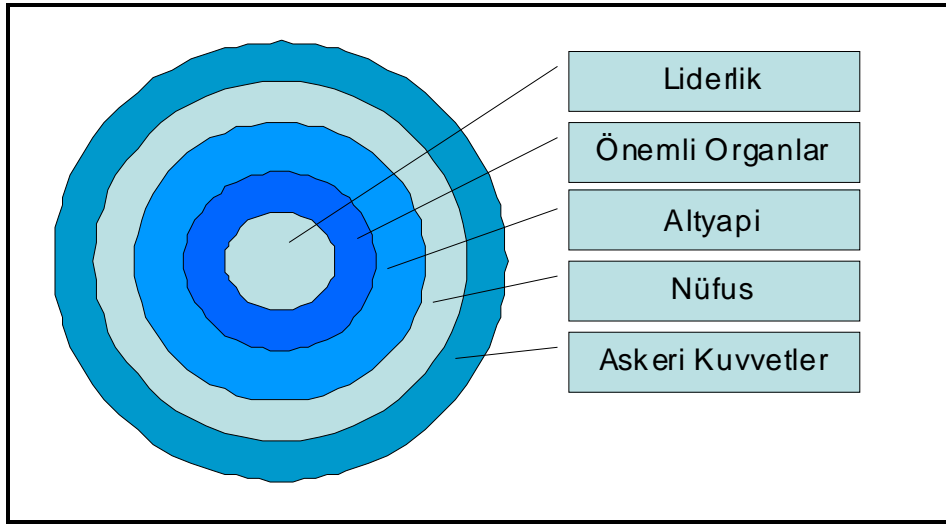 Liderlik
Önemli Organlar
Altyapi
Nüfus
Askeri Kuvvetler